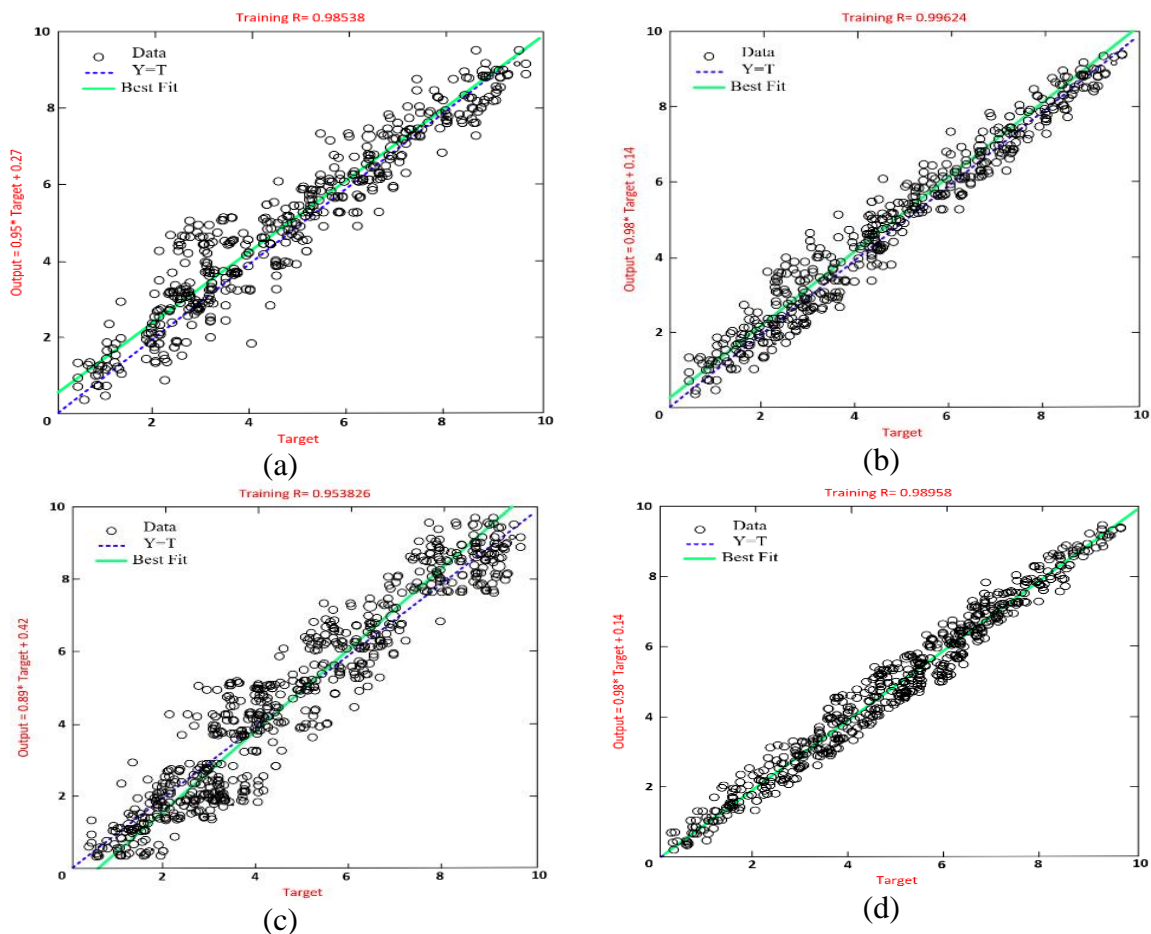 Training R= 0.98538
Data
Y=T
Best Fit
Output = 0.95* Target + 0.27
10
8
6
4
2
0
2
4
6
8
10
Target
(a)
Training R= 0.99624
Data
Y=T
Best Fit
Output = 0.98* Target + 0.14
10
8
6
4
2
0
2
4
6
8
10
Target
(b)
Training R= 0.953826
Data
Y=T
Best Fit
Output = 0.89* Target + 0.42
10
8
6
4
2
0
2
4
6
8
10
Target
(c)
Training R= 0.98958
Data
Y=T
Best Fit
Output = 0.98* Target + 0.14
10
8
6
4
2
0
2
4
6
8
10
Target
(d)